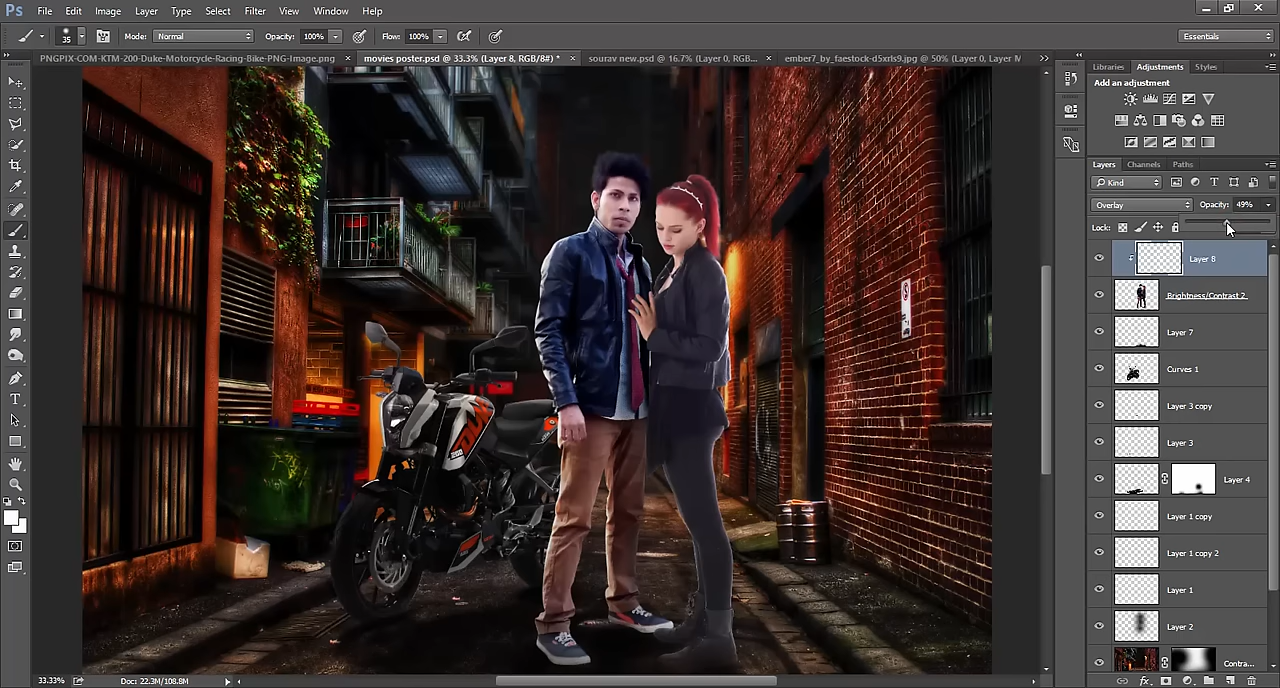 Ps File Edit Image Layer Type Select Filter View Window Help
35 Mode: Normal Opacity: 100% Flow: 100% Essentials
PNGPIX-COM-KTM-200-Duke-Motorcycle-Racing-Bike-PNG-Image.png × movies poster.psd @ 33.3% (Layer 8, RGB/8#) * × sourav new.psd @ 16.7% (Layer 0, RGB... × ember7_by_faestock-d5xrls9.jpg @ 50% (Layer 0, Layer M
Libraries Adjustments Styles
Add an adjustment
Layers Channels Paths
Kind
Overlay Opacity: 49%
Lock:
Layer 8
Brightness/Contrast 2
Layer 7
Curves 1
Layer 3 copy
Layer 3
Layer 4
Layer 1 copy
Layer 1 copy 2
Layer 1
Layer 2
Contra...
200
33.33% Doc: 22.3M/108.8M